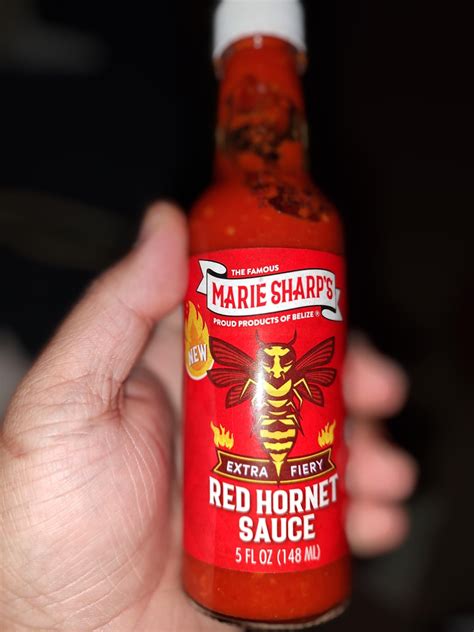 THE FAMOUS
MARIE SHARP'S
PROUD PRODUCTS OF BELIZE ®
NEW
EXTRA FIERY
RED HORNET
SAUCE
5 FL OZ (148 ML)